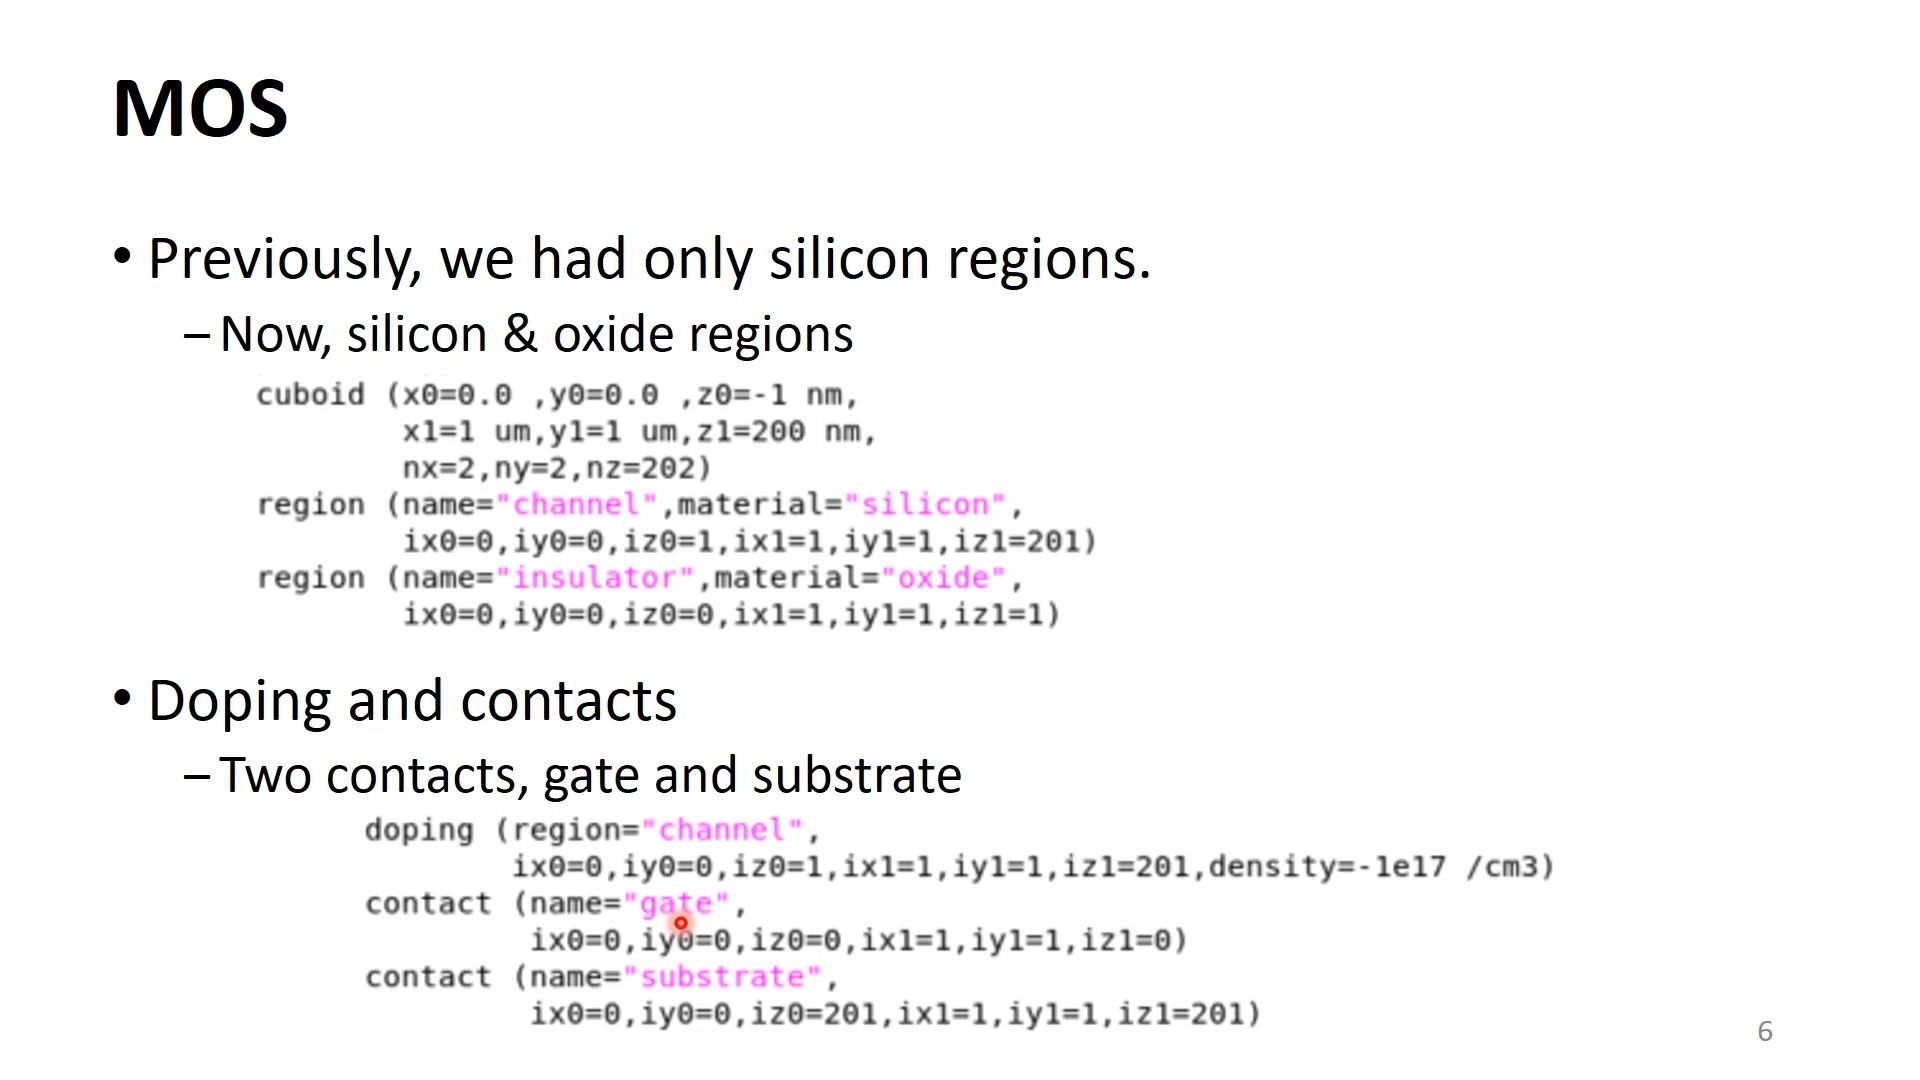 MOS
• Previously, we had only silicon regions.
– Now, silicon & oxide regions
cuboid (x0=0.0 ,y0=0.0 ,z0=-1 nm,
x1=1 um,y1=1 um,z1=200 nm,
nx=2,ny=2,nz=202)
region (name="channel",material="silicon",
ix0=0,iy0=0,iz0=1,ix1=1,iy1=1,iz1=201)
region (name="insulator",material="oxide",
ix0=0,iy0=0,iz0=0,ix1=1,iy1=1,iz1=1)
• Doping and contacts
– Two contacts, gate and substrate
doping (region="channel",
ix0=0,iy0=0,iz0=1,ix1=1,iy1=1,iz1=201,density=-1e17 /cm3)
contact (name="gate",
ix0=0,iy0=0,iz0=0,ix1=1,iy1=1,iz1=0)
contact (name="substrate",
ix0=0,iy0=0,iz0=201,ix1=1,iy1=1,iz1=201)
6